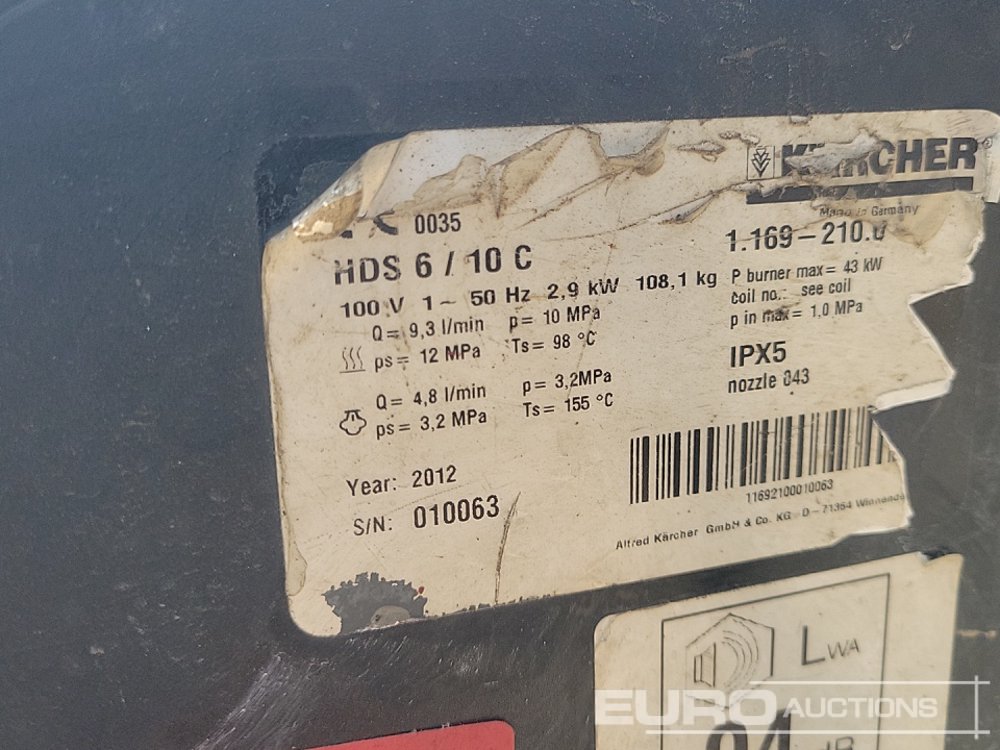 KÄRCHER
Made in Germany
0035
HDS 6 / 10 C
1.169-210.0
100 V 1~ 50 Hz 2,9 kW 108,1 kg
P burner max= 43 kW
coil no.: see coil
p in max= 1,0 MPa
Q= 9,3 l/min p= 10 MPa
ps= 12 MPa Ts= 98 °C
IPX5
nozzle 043
Q= 4,8 l/min p= 3,2MPa
ps= 3,2 MPa Ts= 155 °C
Year: 2012
S/N: 010063
11692100010063
Alfred Kärcher GmbH & Co. KG - D - 71364 Winnende
LWA
EURO AUCTIONS